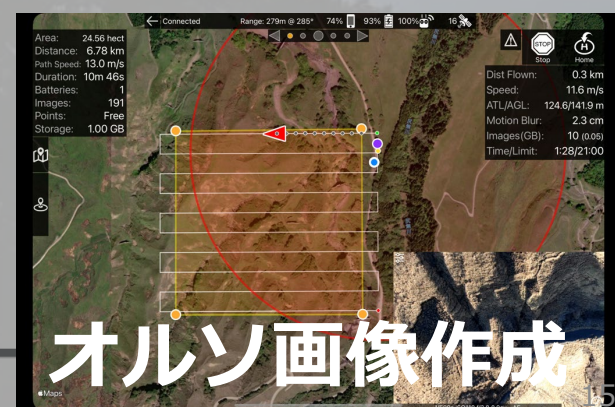 Connected
Range: 279m @ 285°
74%
93%
100%
16
Area: 24.56 hect
Distance: 6.78 km
Path Speed: 13.0 m/s
Duration: 10m 46s
Batteries: 1
Images: 191
Points: Free
Storage: 1.00 GB
STOP
Stop
H
Home
Dist Flown: 0.3 km
Speed: 11.6 m/s
ATL/AGL: 124.6/141.9 m
Motion Blur: 2.3 cm
Images(GB): 10 (0.05)
Time/Limit: 1:28/21:00
オルソ画像作成
Maps